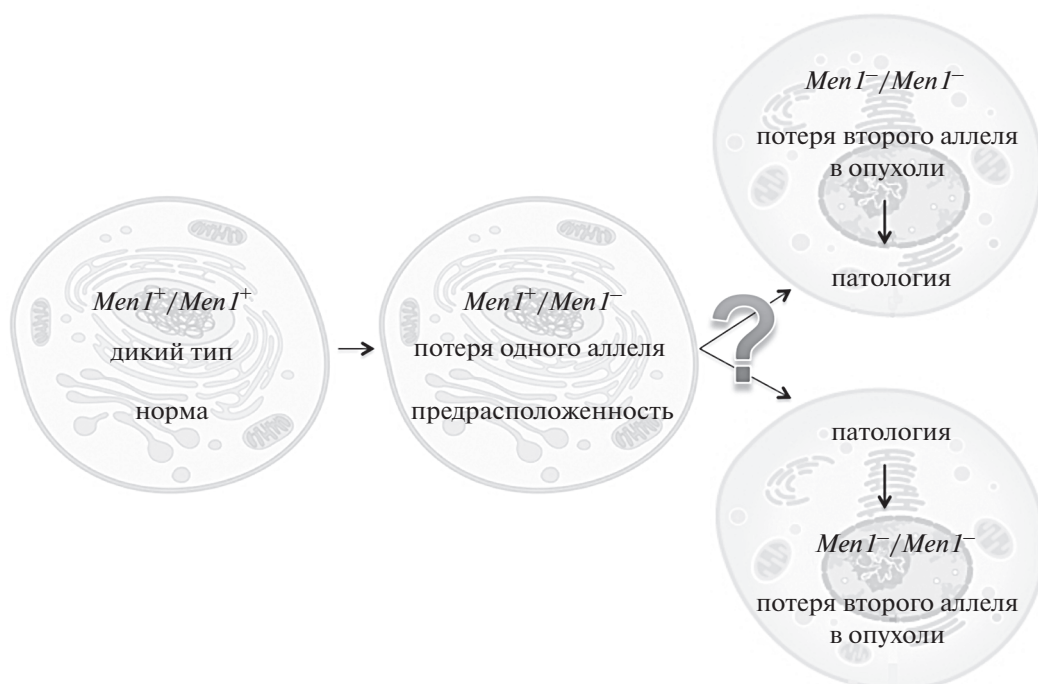 Men1⁺/Men1⁺
дикий тип
норма
Men1⁺/Men1⁻
потеря одного аллеля
предрасположенность
?
Men1⁻/Men1⁻
потеря второго аллеля
в опухоли
патология
патология
Men1⁻/Men1⁻
потеря второго аллеля
в опухоли